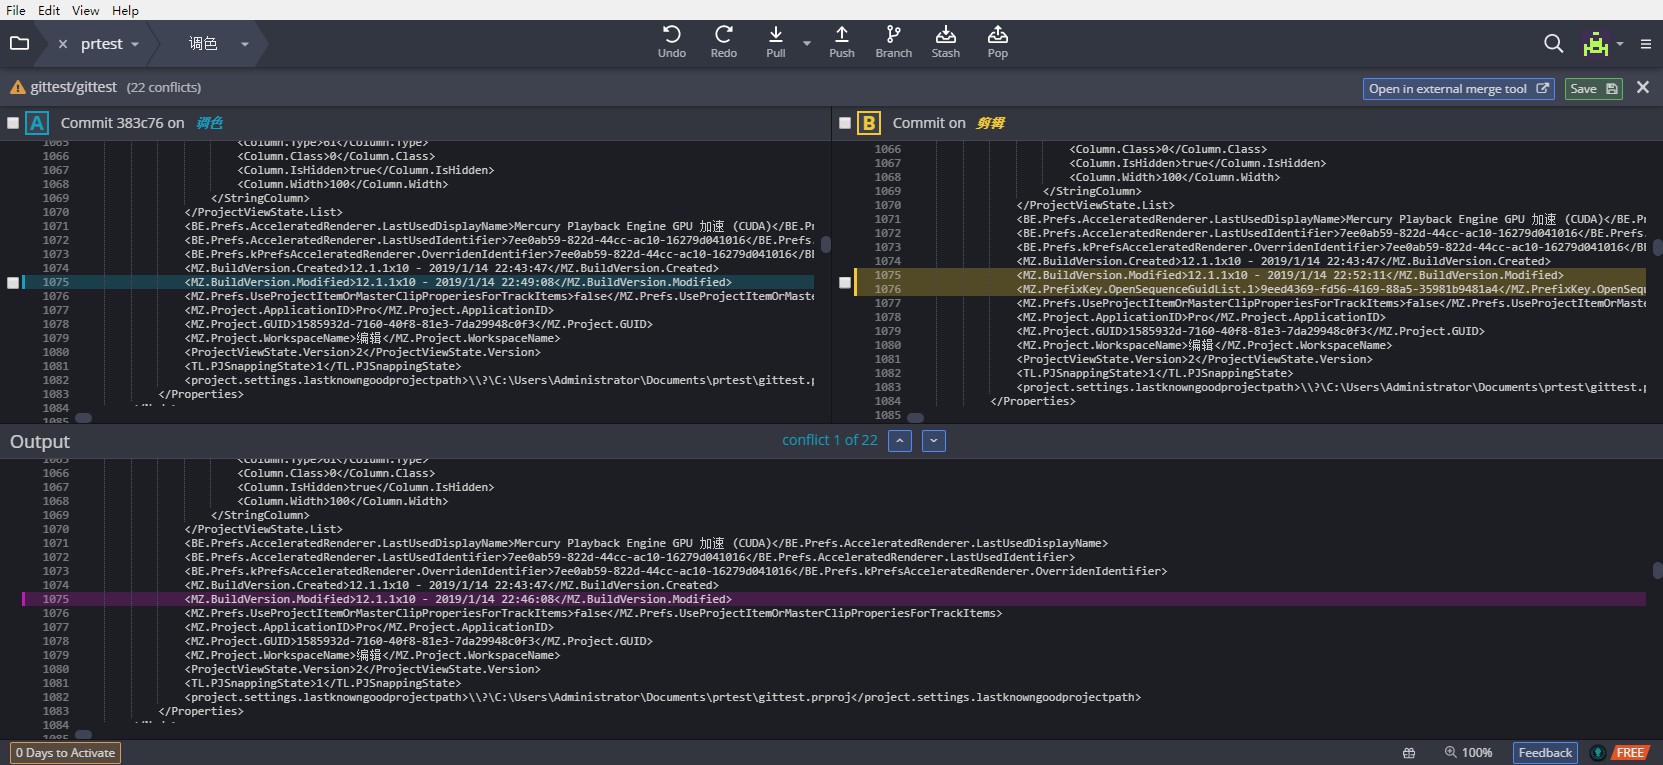 File Edit View Help
prtest 调色 Undo Redo Pull Push Branch Stash Pop
gittest/gittest (22 conflicts) Open in external merge tool Save
A Commit 383c76 on 调色
1065 <Column.Type>61</Column.Type>
1066 <Column.Class>0</Column.Class>
1067 <Column.IsHidden>true</Column.IsHidden>
1068 <Column.Width>100</Column.Width>
1069 </StringColumn>
1070 </ProjectViewState.List>
1071 <BE.Prefs.AcceleratedRenderer.LastUsedDisplayName>Mercury Playback Engine GPU 加速 (CUDA)</BE.Pr
1072 <BE.Prefs.AcceleratedRenderer.LastUsedIdentifier>7ee0ab59-822d-44cc-ac10-16279d041016</BE.Prefs.
1073 <BE.Prefs.kPrefsAcceleratedRenderer.OverridenIdentifier>7ee0ab59-822d-44cc-ac10-16279d041016</BE
1074 <MZ.BuildVersion.Created>12.1.1x10 - 2019/1/14 22:43:47</MZ.BuildVersion.Created>
1075 <MZ.BuildVersion.Modified>12.1.1x10 - 2019/1/14 22:49:08</MZ.BuildVersion.Modified>
1076 <MZ.Prefs.UseProjectItemOrMasterClipProperiesForTrackItems>false</MZ.Prefs.UseProjectItemOrMaste
1077 <MZ.Project.ApplicationID>Pro</MZ.Project.ApplicationID>
1078 <MZ.Project.GUID>1585932d-7160-40f8-81e3-7da29948c0f3</MZ.Project.GUID>
1079 <MZ.Project.WorkspaceName>编辑</MZ.Project.WorkspaceName>
1080 <ProjectViewState.Version>2</ProjectViewState.Version>
1081 <TL.PJSnappingState>1</TL.PJSnappingState>
1082 <project.settings.lastknowngoodprojectpath>\\?\C:\Users\Administrator\Documents\prtest\gittest.p
1083 </Properties>
1084
1085
B Commit on 剪辑
1066 <Column.Class>0</Column.Class>
1067 <Column.IsHidden>true</Column.IsHidden>
1068 <Column.Width>100</Column.Width>
1069 </StringColumn>
1070 </ProjectViewState.List>
1071 <BE.Prefs.AcceleratedRenderer.LastUsedDisplayName>Mercury Playback Engine GPU 加速 (CUDA)</BE.Pr
1072 <BE.Prefs.AcceleratedRenderer.LastUsedIdentifier>7ee0ab59-822d-44cc-ac10-16279d041016</BE.Prefs.
1073 <BE.Prefs.kPrefsAcceleratedRenderer.OverridenIdentifier>7ee0ab59-822d-44cc-ac10-16279d041016</BE
1074 <MZ.BuildVersion.Created>12.1.1x10 - 2019/1/14 22:43:47</MZ.BuildVersion.Created>
1075 <MZ.BuildVersion.Modified>12.1.1x10 - 2019/1/14 22:52:11</MZ.BuildVersion.Modified>
1076 <MZ.PrefixKey.OpenSequenceGuidList.1>9eed4369-fd56-4169-88a5-35981b9481a4</MZ.PrefixKey.OpenSequ
1077 <MZ.Prefs.UseProjectItemOrMasterClipProperiesForTrackItems>false</MZ.Prefs.UseProjectItemOrMaste
1078 <MZ.Project.ApplicationID>Pro</MZ.Project.ApplicationID>
1079 <MZ.Project.GUID>1585932d-7160-40f8-81e3-7da29948c0f3</MZ.Project.GUID>
1080 <MZ.Project.WorkspaceName>编辑</MZ.Project.WorkspaceName>
1081 <ProjectViewState.Version>2</ProjectViewState.Version>
1082 <TL.PJSnappingState>1</TL.PJSnappingState>
1083 <project.settings.lastknowngoodprojectpath>\\?\C:\Users\Administrator\Documents\prtest\gittest.p
1084 </Properties>
1085
Output conflict 1 of 22
1065 <Column.Type>61</Column.Type>
1066 <Column.Class>0</Column.Class>
1067 <Column.IsHidden>true</Column.IsHidden>
1068 <Column.Width>100</Column.Width>
1069 </StringColumn>
1070 </ProjectViewState.List>
1071 <BE.Prefs.AcceleratedRenderer.LastUsedDisplayName>Mercury Playback Engine GPU 加速 (CUDA)</BE.Prefs.AcceleratedRenderer.LastUsedDisplayName>
1072 <BE.Prefs.AcceleratedRenderer.LastUsedIdentifier>7ee0ab59-822d-44cc-ac10-16279d041016</BE.Prefs.AcceleratedRenderer.LastUsedIdentifier>
1073 <BE.Prefs.kPrefsAcceleratedRenderer.OverridenIdentifier>7ee0ab59-822d-44cc-ac10-16279d041016</BE.Prefs.kPrefsAcceleratedRenderer.OverridenIdentifier>
1074 <MZ.BuildVersion.Created>12.1.1x10 - 2019/1/14 22:43:47</MZ.BuildVersion.Created>
1075 <MZ.BuildVersion.Modified>12.1.1x10 - 2019/1/14 22:46:08</MZ.BuildVersion.Modified>
1076 <MZ.Prefs.UseProjectItemOrMasterClipProperiesForTrackItems>false</MZ.Prefs.UseProjectItemOrMasterClipProperiesForTrackItems>
1077 <MZ.Project.ApplicationID>Pro</MZ.Project.ApplicationID>
1078 <MZ.Project.GUID>1585932d-7160-40f8-81e3-7da29948c0f3</MZ.Project.GUID>
1079 <MZ.Project.WorkspaceName>编辑</MZ.Project.WorkspaceName>
1080 <ProjectViewState.Version>2</ProjectViewState.Version>
1081 <TL.PJSnappingState>1</TL.PJSnappingState>
1082 <project.settings.lastknowngoodprojectpath>\\?\C:\Users\Administrator\Documents\prtest\gittest.prproj</project.settings.lastknowngoodprojectpath>
1083 </Properties>
1084
1085
0 Days to Activate 100% Feedback FREE